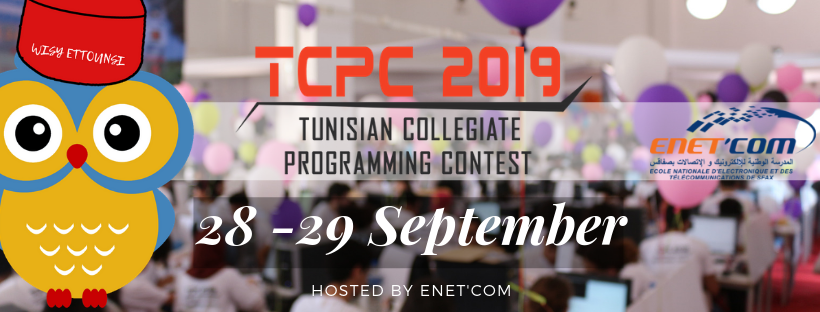 WISY ETTOUNSI
TCPC 2019
TUNISIAN COLLEGIATE
PROGRAMMING CONTEST
ENET'COM
المدرسة الوطنية للإلكترونيك و الإتصالات بصفاقس
ECOLE NATIONALE D'ELECTRONIQUE ET DES
TÉLÉCOMMUNICATIONS DE SFAX
28 -29 September
HOSTED BY ENET'COM